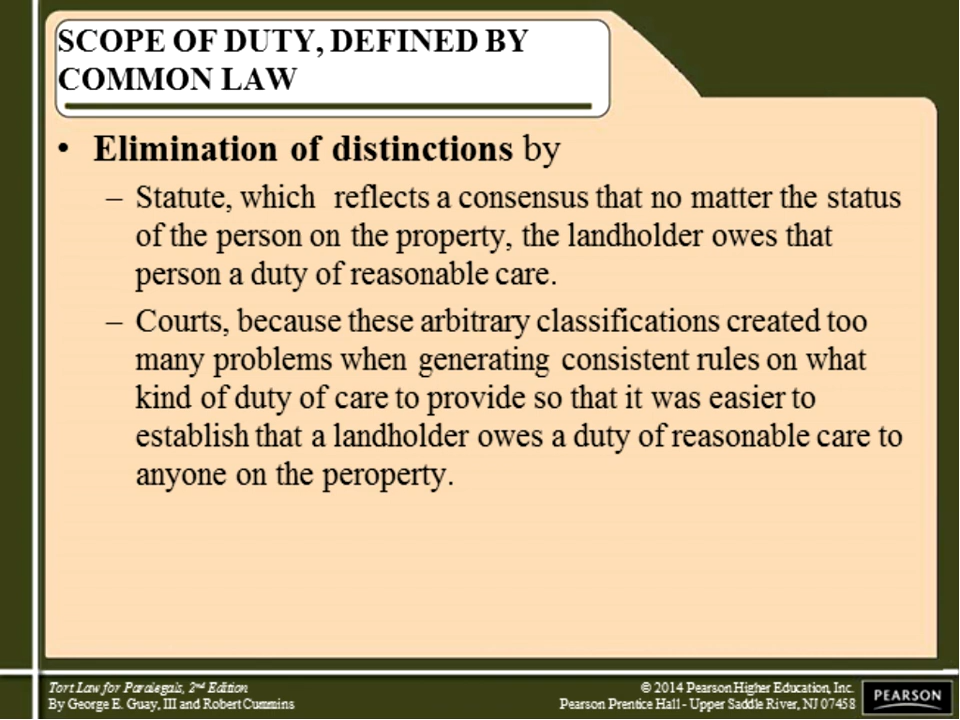 SCOPE OF DUTY, DEFINED BY
COMMON LAW
• Elimination of distinctions by
– Statute, which reflects a consensus that no matter the status
of the person on the property, the landholder owes that
person a duty of reasonable care.
– Courts, because these arbitrary classifications created too
many problems when generating consistent rules on what
kind of duty of care to provide so that it was easier to
establish that a landholder owes a duty of reasonable care to
anyone on the peroperty.
Tort Law for Paralegals, 2nd Edition
By George E. Guay, III and Robert Cummins
© 2014 Pearson Higher Education, Inc.
Pearson Prentice Hall - Upper Saddle River, NJ 07458
PEARSON